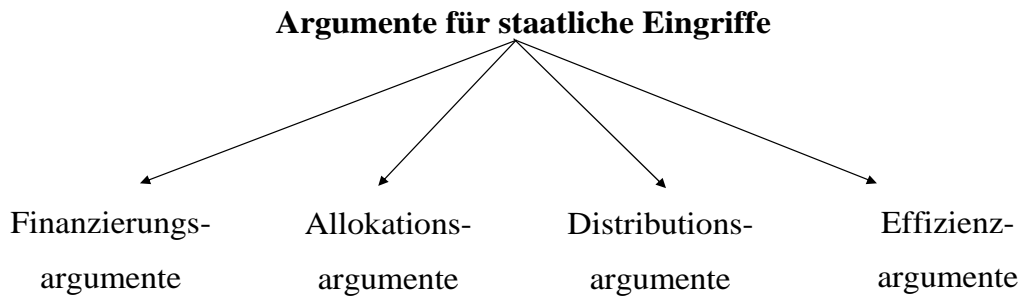 Argumente für staatliche Eingriffe
Finanzierungs-
argumente
Allokations-
argumente
Distributions-
argumente
Effizienz-
argumente